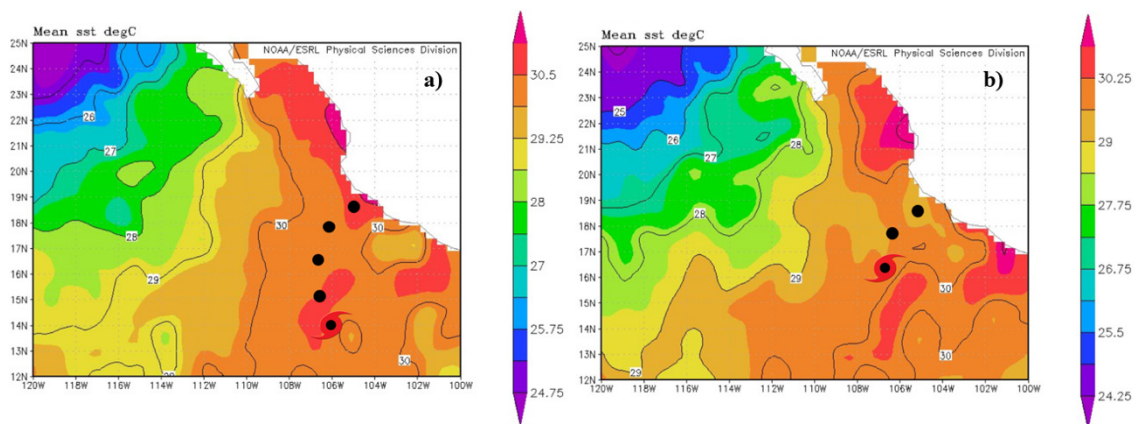 Mean sst degC
NOAA/ESRL Physical Sciences Division
a)
25N
24N
23N
22N
21N
20N
19N
18N
17N
16N
15N
14N
13N
12N
120W 118W 116W 114W 112W 110W 108W 106W 104W 102W 100W
26
27
28
29
30
30
29
30
30.5
29.25
28
27
25.75
24.75
Mean sst degC
NOAA/ESRL Physical Sciences Division
b)
25N
24N
23N
22N
21N
20N
19N
18N
17N
16N
15N
14N
13N
12N
120W 118W 116W 114W 112W 110W 108W 106W 104W 102W 100W
25
26
27
28
28
29
30
30
29
30.25
29
27.75
26.75
25.5
24.25